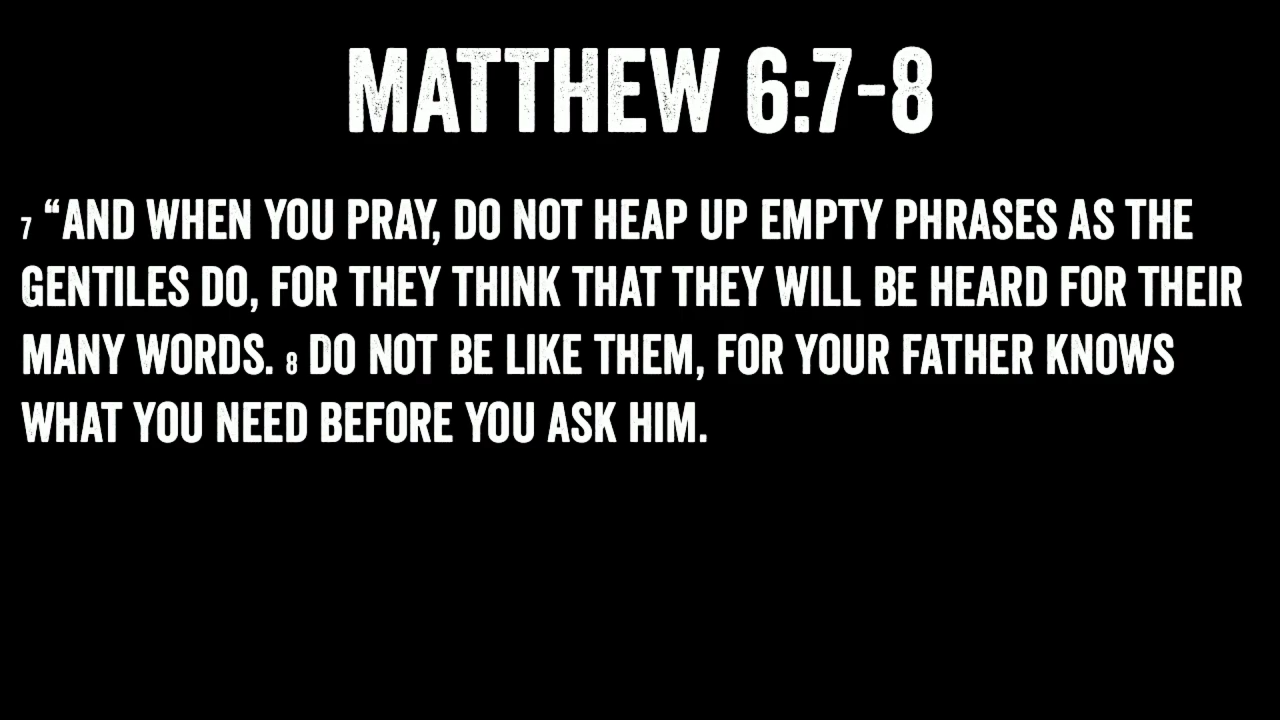 MATTHEW 6:7-8
7 “AND WHEN YOU PRAY, DO NOT HEAP UP EMPTY PHRASES AS THE
GENTILES DO, FOR THEY THINK THAT THEY WILL BE HEARD FOR THEIR
MANY WORDS. 8 DO NOT BE LIKE THEM, FOR YOUR FATHER KNOWS
WHAT YOU NEED BEFORE YOU ASK HIM.